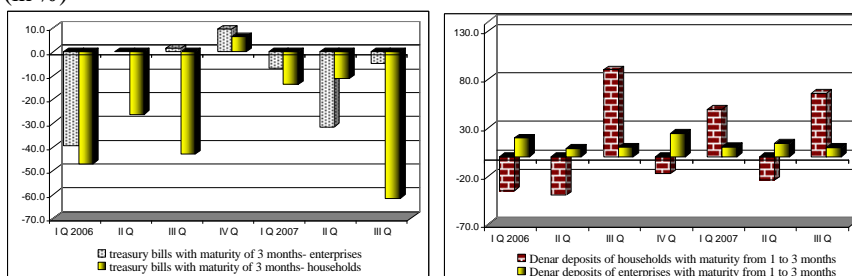 (in %)
10.0
0.0
-10.0
-20.0
-30.0
-40.0
-50.0
-60.0
-70.0
I Q 2006 II Q III Q IV Q I Q 2007 II Q III Q
treasury bills with maturity of 3 months- enterprises
treasury bills with maturity of 3 months- households
130.0
80.0
30.0
-20.0
-70.0
I Q 2006 II Q III Q IV Q I Q 2007 II Q III Q
Denar deposits of households with maturity from 1 to 3 months
Denar deposits of enterprises with maturity from 1 to 3 months